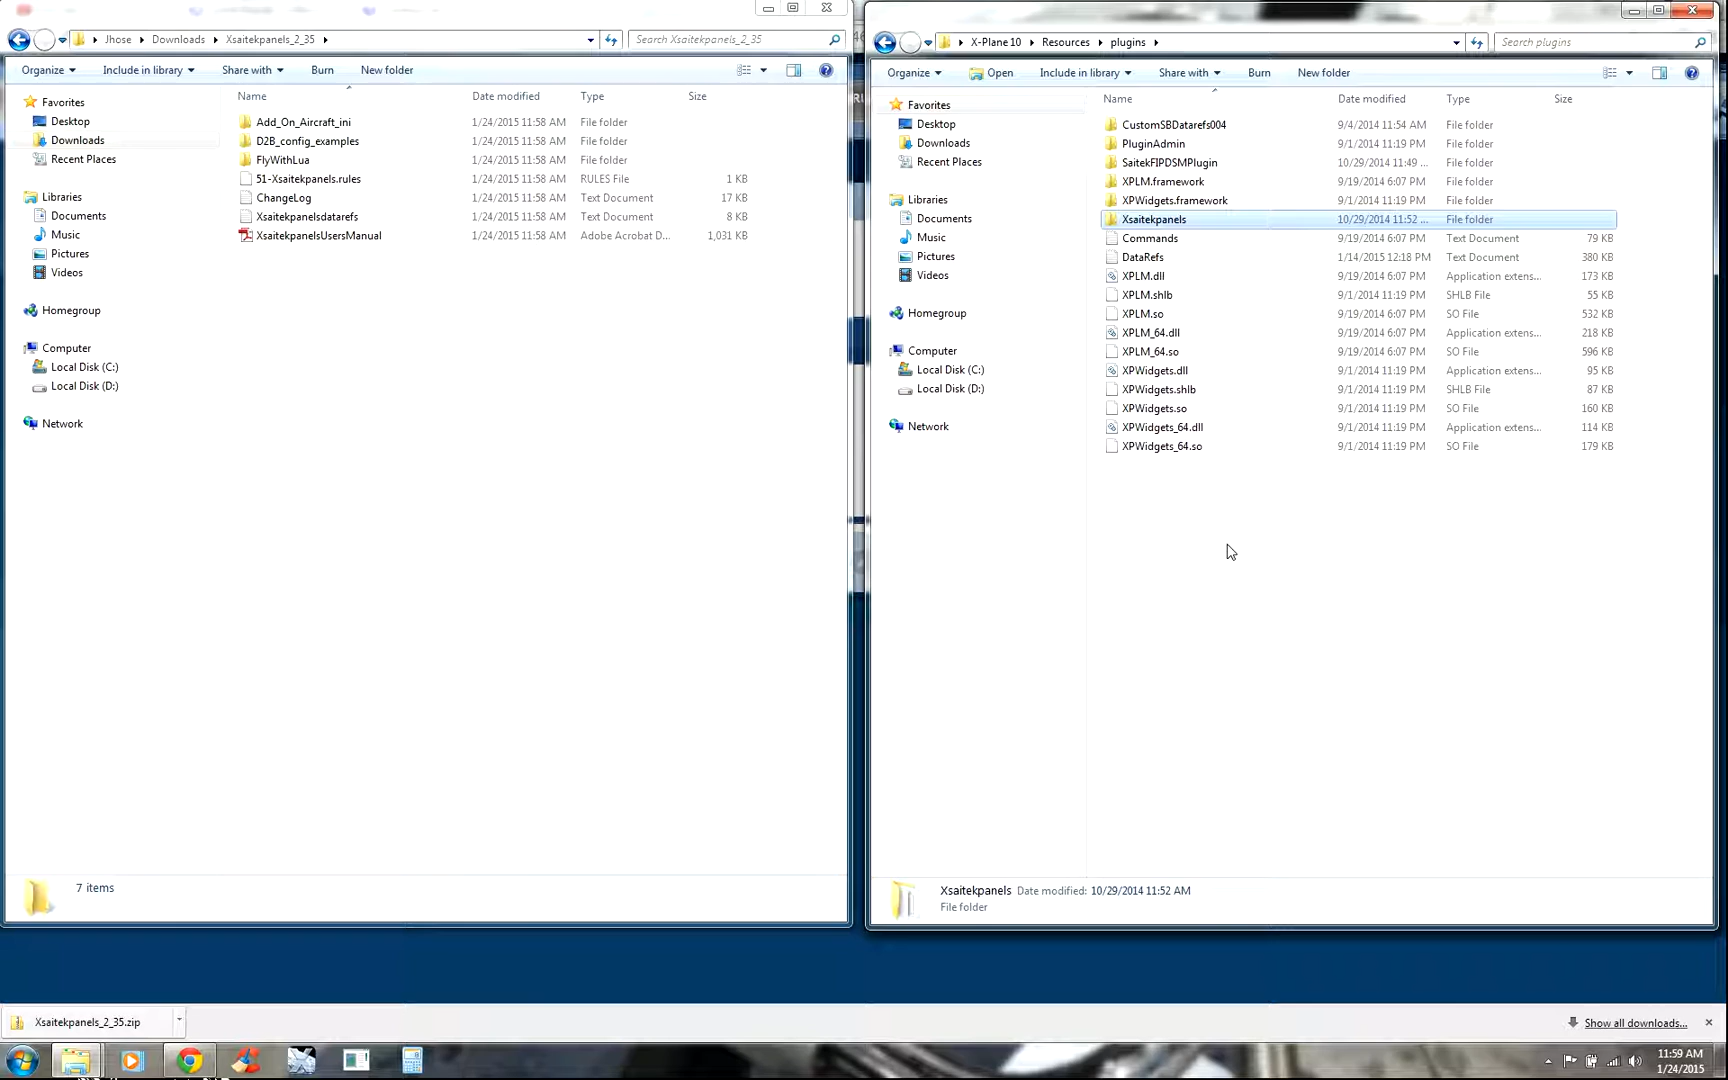 Jhose Downloads Xsaitekpanels_2_35
Search Xsaitekpanels_2_35
Organize Include in library Share with Burn New folder
Favorites
Desktop
Downloads
Recent Places
Libraries
Documents
Music
Pictures
Videos
Homegroup
Computer
Local Disk (C:)
Local Disk (D:)
Network
Name Date modified Type Size
Add_On_Aircraft_ini 1/24/2015 11:58 AM File folder
D2B_config_examples 1/24/2015 11:58 AM File folder
FlyWithLua 1/24/2015 11:58 AM File folder
51-Xsaitekpanels.rules 1/24/2015 11:58 AM RULES File 1 KB
ChangeLog 1/24/2015 11:58 AM Text Document 17 KB
Xsaitekpanelsdatarefs 1/24/2015 11:58 AM Text Document 8 KB
XsaitekpanelsUsersManual 1/24/2015 11:58 AM Adobe Acrobat D... 1,031 KB
7 items
X-Plane 10 Resources plugins
Search plugins
Organize Open Include in library Share with Burn New folder
Favorites
Desktop
Downloads
Recent Places
Libraries
Documents
Music
Pictures
Videos
Homegroup
Computer
Local Disk (C:)
Local Disk (D:)
Network
Name Date modified Type Size
CustomSBDatarefs004 9/4/2014 11:54 AM File folder
PluginAdmin 9/1/2014 11:19 PM File folder
SaitekFIPDSMPlugin 10/29/2014 11:49 ... File folder
XPLM.framework 9/19/2014 6:07 PM File folder
XPWidgets.framework 9/1/2014 11:19 PM File folder
Xsaitekpanels 10/29/2014 11:52 ... File folder
Commands 9/19/2014 6:07 PM Text Document 79 KB
DataRefs 1/14/2015 12:18 PM Text Document 380 KB
XPLM.dll 9/19/2014 6:07 PM Application extens... 173 KB
XPLM.shlb 9/1/2014 11:19 PM SHLB File 55 KB
XPLM.so 9/19/2014 6:07 PM SO File 532 KB
XPLM_64.dll 9/19/2014 6:07 PM Application extens... 218 KB
XPLM_64.so 9/19/2014 6:07 PM SO File 596 KB
XPWidgets.dll 9/1/2014 11:19 PM Application extens... 95 KB
XPWidgets.shlb 9/1/2014 11:19 PM SHLB File 87 KB
XPWidgets.so 9/1/2014 11:19 PM SO File 160 KB
XPWidgets_64.dll 9/1/2014 11:19 PM Application extens... 114 KB
XPWidgets_64.so 9/1/2014 11:19 PM SO File 179 KB
Xsaitekpanels Date modified: 10/29/2014 11:52 AM
File folder
Xsaitekpanels_2_35.zip
Show all downloads...
11:59 AM
1/24/2015